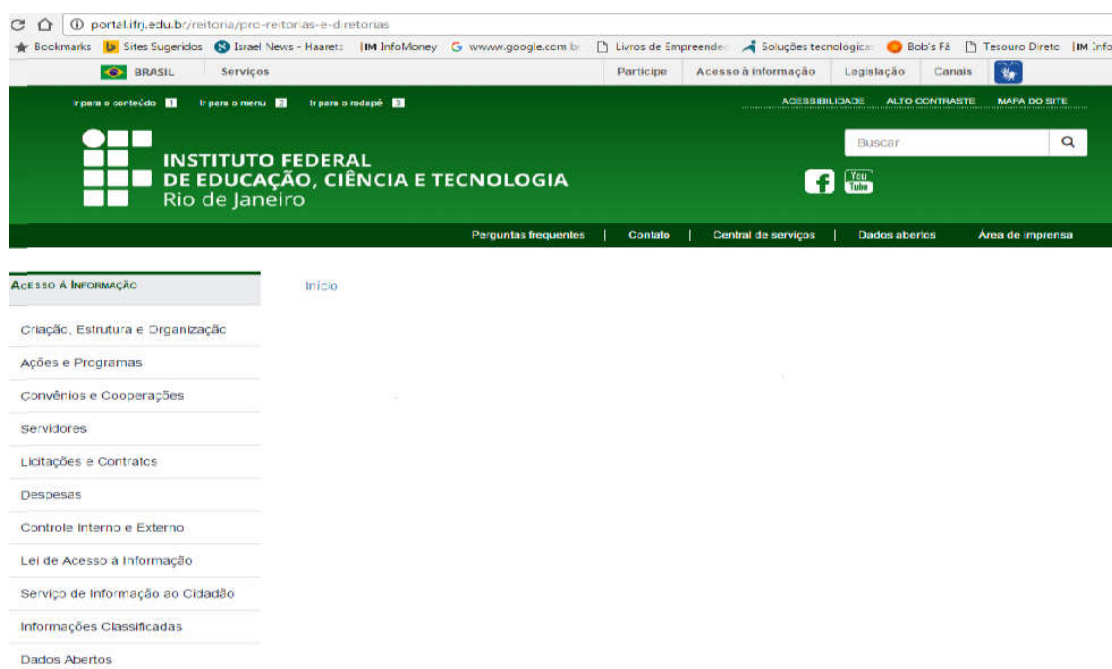 portal.ifrj.edu.br/reitoria/pro-reitorias-e-diretorias
Bookmarks Sites Sugeridos Israel News - Haaretz IM InfoMoney G wwww.google.com.br Livros de Empreended Soluções tecnologica Bob's Fã Tesouro Direto IM Info
BRASIL Serviços Participe Acesso à informação Legislação Canais
Ir para o conteúdo 1 Ir para o menu 2 Ir para o rodapé 3 ACESSIBILIDADE ALTO CONTRASTE MAPA DO SITE
Buscar
INSTITUTO FEDERAL
DE EDUCAÇÃO, CIÊNCIA E TECNOLOGIA
Rio de Janeiro
f You Tube
Perguntas frequentes | Contato | Central de serviços | Dados abertos Área de imprensa
ACESSO À INFORMAÇÃO
Início
Criação, Estrutura e Organização
Ações e Programas
Convênios e Cooperações
Servidores
Licitações e Contratos
Despesas
Controle Interno e Externo
Lei de Acesso à Informação
Serviço de Informação ao Cidadão
Informações Classificadas
Dados Abertos